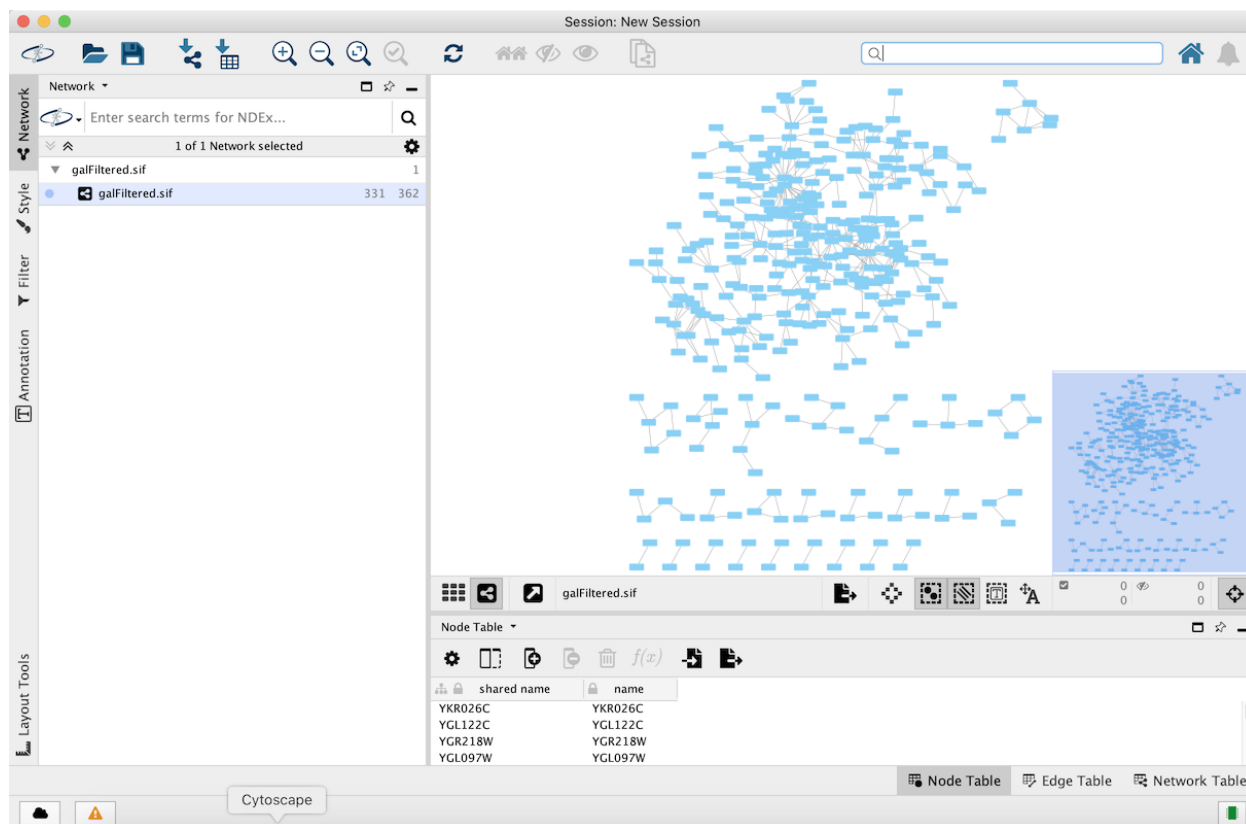 Session: New Session
Network
Enter search terms for NDEx...
1 of 1 Network selected
galFiltered.sif 1
galFiltered.sif 331 362
Network
Style
Filter
Annotation
Layout Tools
galFiltered.sif
0 0
0 0
Node Table
f(x)
shared name name
YKR026C YKR026C
YGL122C YGL122C
YGR218W YGR218W
YGL097W YGL097W
Node Table Edge Table Network Table
Cytoscape